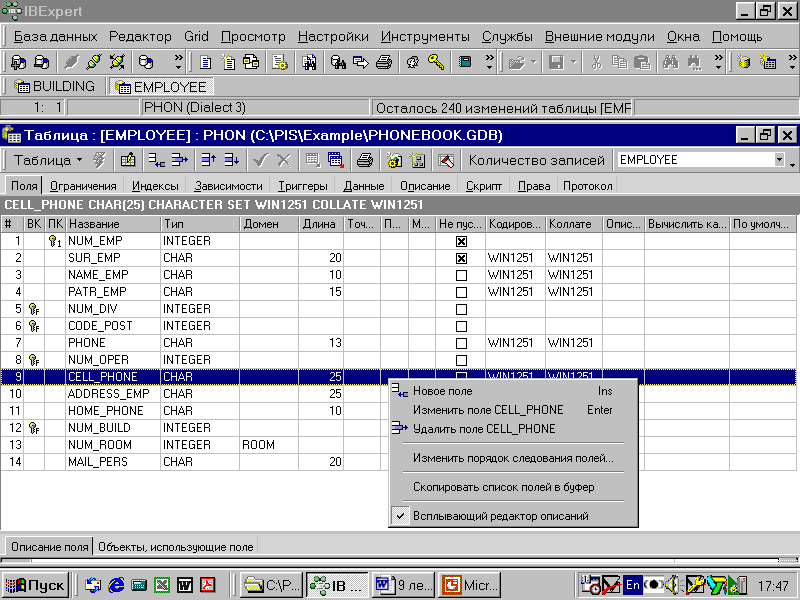 IBExpert
База данных Редактор Grid Просмотр Настройки Инструменты Службы Внешние модули Окна Помощь
BUILDING EMPLOYEE
1: 1 PHON (Dialect 3) Осталось 240 изменений таблицы [EMF
Таблица : [EMPLOYEE] : PHON (C:\PIS\Example\PHONEBOOK.GDB)
Таблица Количество записей EMPLOYEE
Поля Ограничения Индексы Зависимости Триггеры Данные Описание Скрипт Права Протокол
CELL_PHONE CHAR(25) CHARACTER SET WIN1251 COLLATE WIN1251
# ВК ПК Название Тип Домен Длина Точ... П... М... Не пус... Кодиров... Коллате Опис... Вычислить ка... По умолч...
1 1 NUM_EMP INTEGER
2 SUR_EMP CHAR 20 WIN1251 WIN1251
3 NAME_EMP CHAR 10 WIN1251 WIN1251
4 PATR_EMP CHAR 15 WIN1251 WIN1251
5 F NUM_DIV INTEGER
6 F CODE_POST INTEGER
7 PHONE CHAR 13 WIN1251 WIN1251
8 F NUM_OPER INTEGER
9 CELL_PHONE CHAR 25 WIN1251 WIN1251
10 ADDRESS_EMP CHAR 25
11 HOME_PHONE CHAR 10
12 F NUM_BUILD INTEGER
13 NUM_ROOM INTEGER ROOM
14 MAIL_PERS CHAR 20
Новое поле Ins
Изменить поле CELL_PHONE Enter
Удалить поле CELL_PHONE
Изменить порядок следования полей...
Скопировать список полей в буфер
Всплывающий редактор описаний
Описание поля Объекты, использующие поле
Пуск C:\P... IB ... 9 ле... Micr... En 17:47